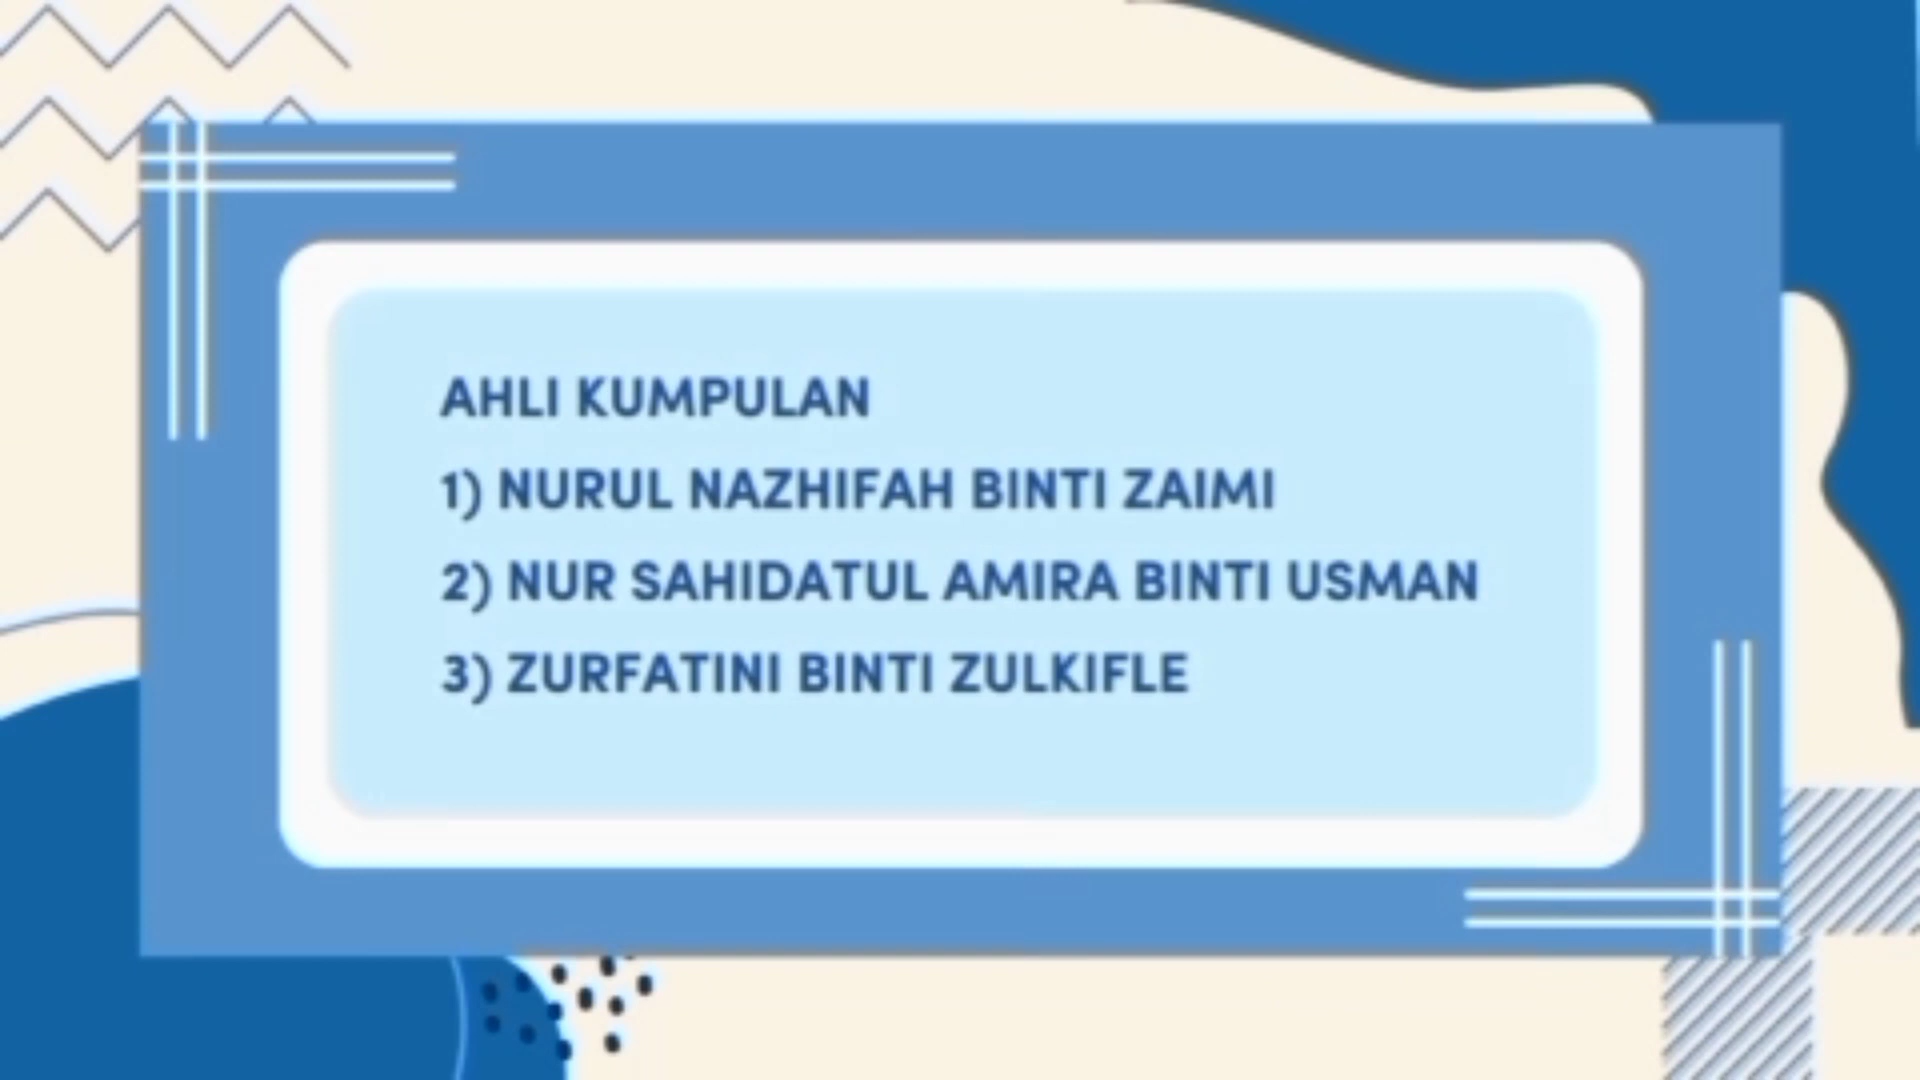 AHLI KUMPULAN
1) NURUL NAZHIFAH BINTI ZAIMI
2) NUR SAHIDATUL AMIRA BINTI USMAN
3) ZURFATINI BINTI ZULKIFLE